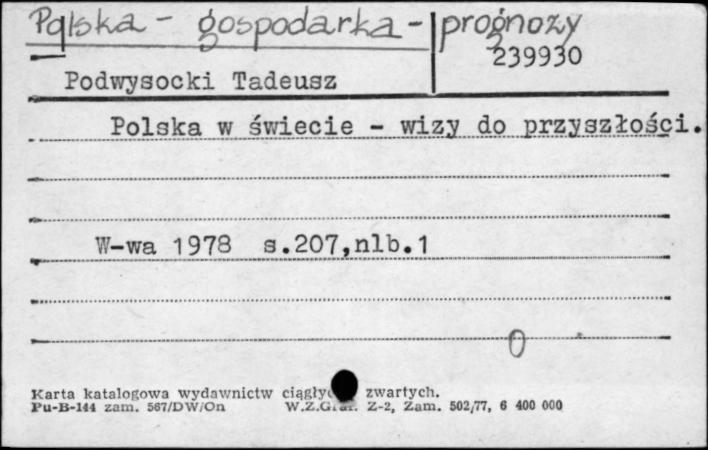 Polska - gospodarka - prognozy
239930
Podwysocki Tadeusz
Polska w świecie - wizy do przyszłości.
W-wa 1978 s.207,nlb.1
0
Karta katalogowa wydawnictw zwartych.
Pu-B-144 zam. 567/DW/On W.Z.Graf. Z-2, Zam. 502/77, 6 400 000